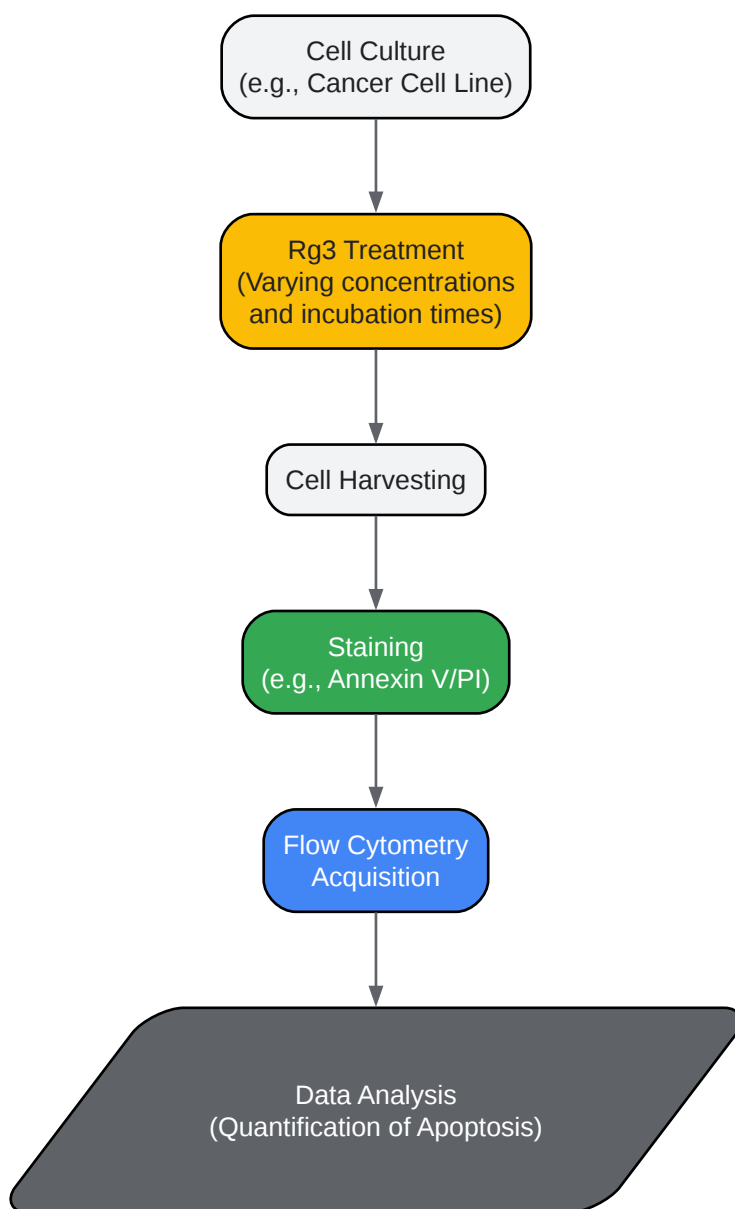 Cell Culture
(e.g., Cancer Cell Line)
Rg3 Treatment
(Varying concentrations
and incubation times)
Cell Harvesting
Staining
(e.g., Annexin V/PI)
Flow Cytometry
Acquisition
Data Analysis
(Quantification of Apoptosis)